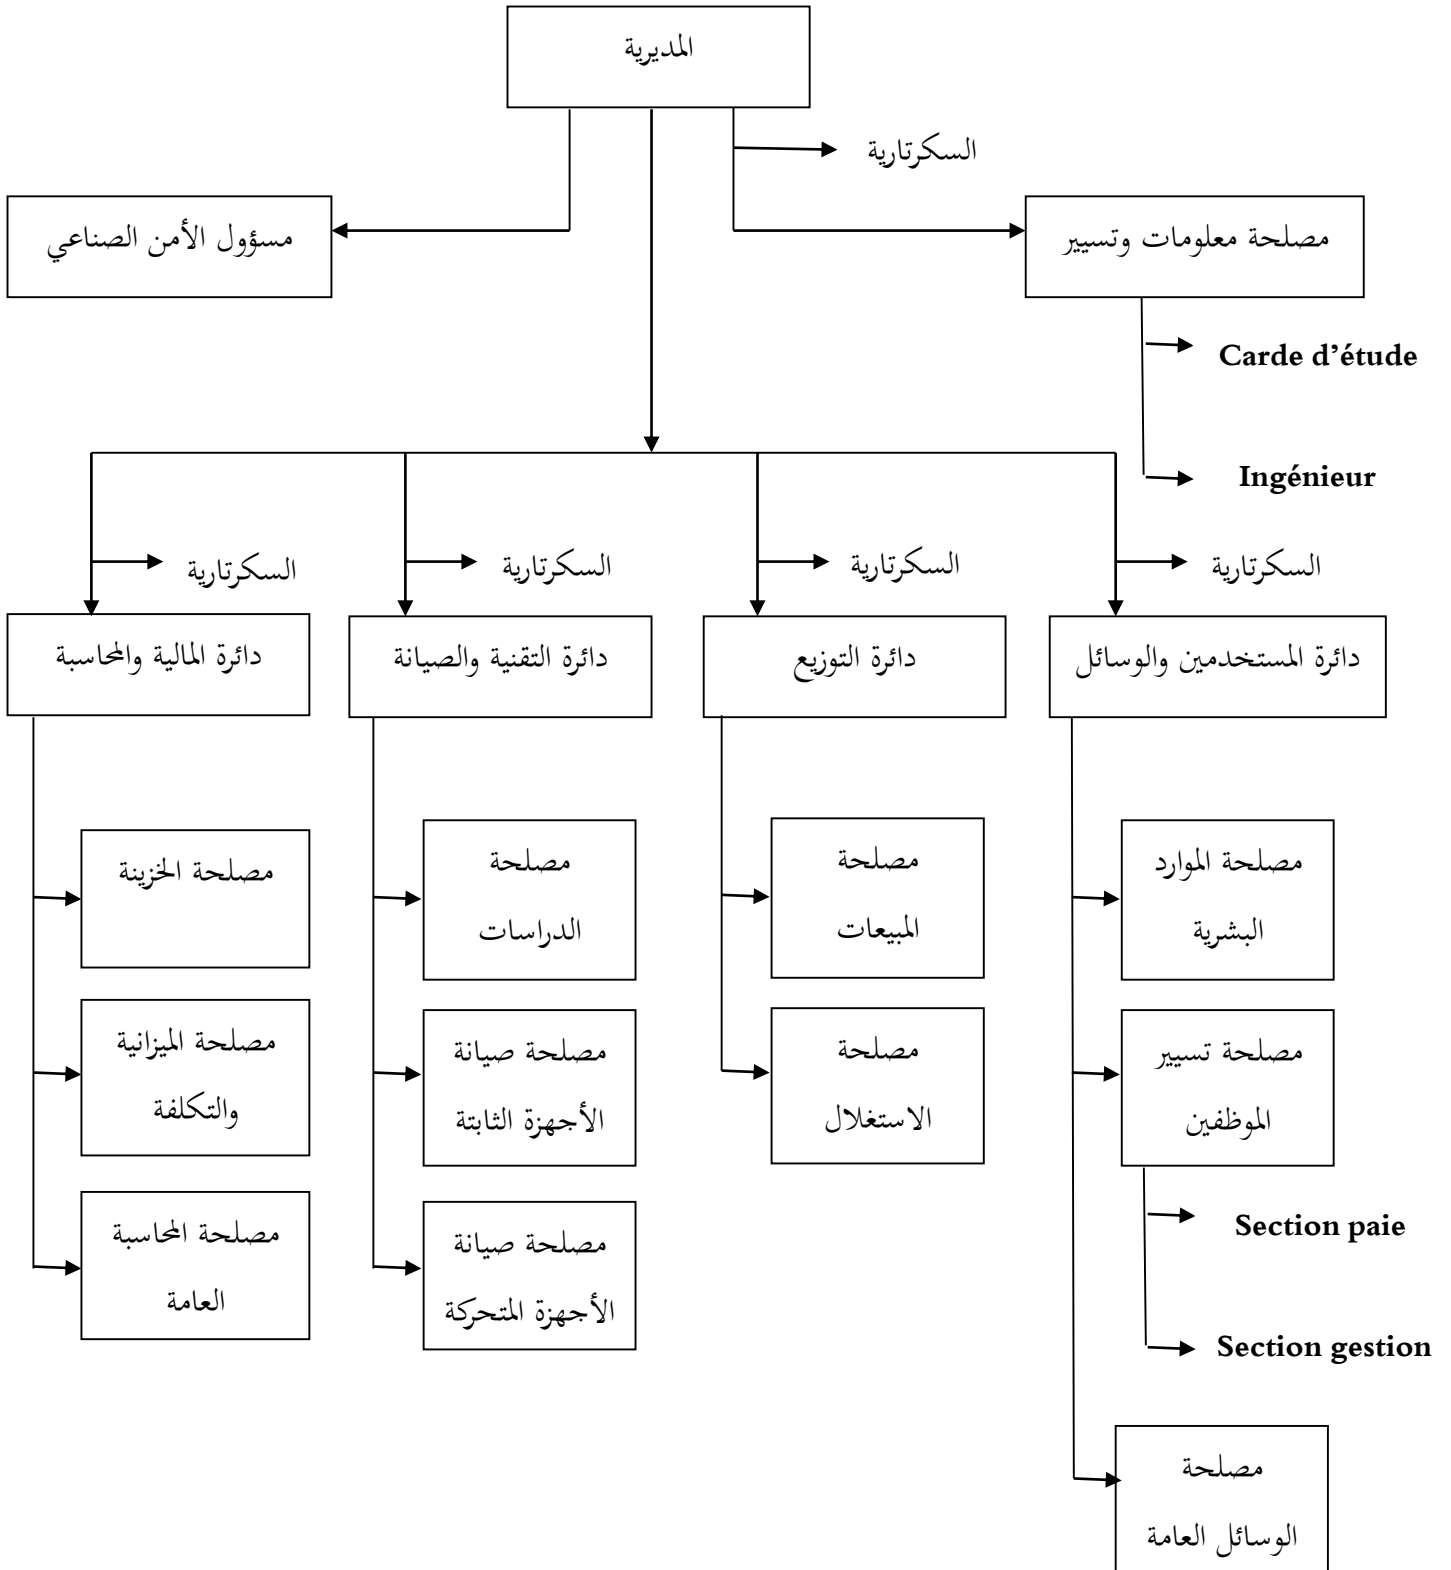 المديرية
السكرتارية
مصلحة معلومات وتسيير
مسؤول الأمن الصناعي
Carde d’étude
Ingénieur
السكرتارية
السكرتارية
السكرتارية
السكرتارية
دائرة المستخدمين والوسائل
دائرة التوزيع
دائرة التقنية والصيانة
دائرة المالية والمحاسبة
مصلحة الموارد
البشرية
مصلحة
المبيعات
مصلحة
الدراسات
مصلحة الخزينة
مصلحة تسيير
الموظفين
مصلحة
الاستغلال
مصلحة صيانة
الأجهزة الثابتة
مصلحة الميزانية
والتكلفة
Section paie
Section gestion
مصلحة صيانة
الأجهزة المتحركة
مصلحة المحاسبة
العامة
مصلحة
الوسائل العامة